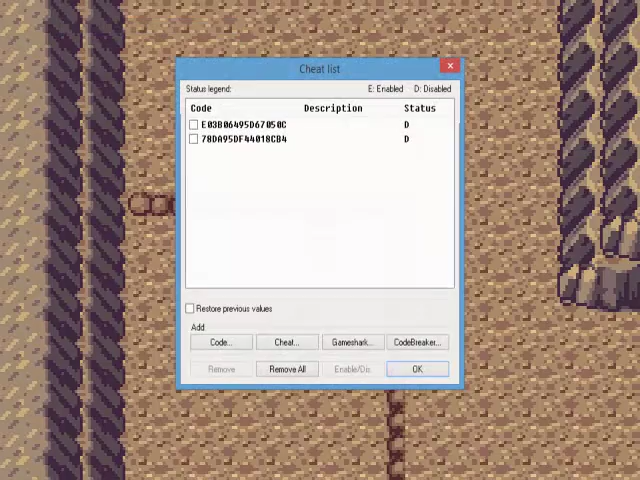 Cheat list
Status legend: E: Enabled D: Disabled
Code Description Status
E03B06495D67050C D
78DA95DF44018CB4 D
Restore previous values
Add
Code... Cheat... Gameshark... CodeBreaker...
Remove Remove All Enable/Dis. OK